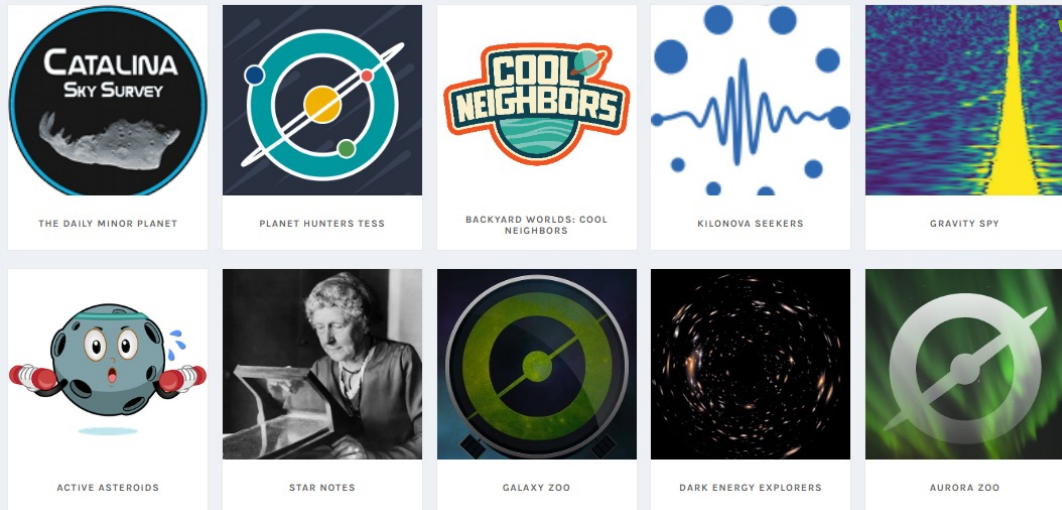 CATALINA
SKY SURVEY
COOL
NEIGHBORS
THE DAILY MINOR PLANET
PLANET HUNTERS TESS
BACKYARD WORLDS: COOL
NEIGHBORS
KILONOVA SEEKERS
GRAVITY SPY
ACTIVE ASTEROIDS
STAR NOTES
GALAXY ZOO
DARK ENERGY EXPLORERS
AURORA ZOO